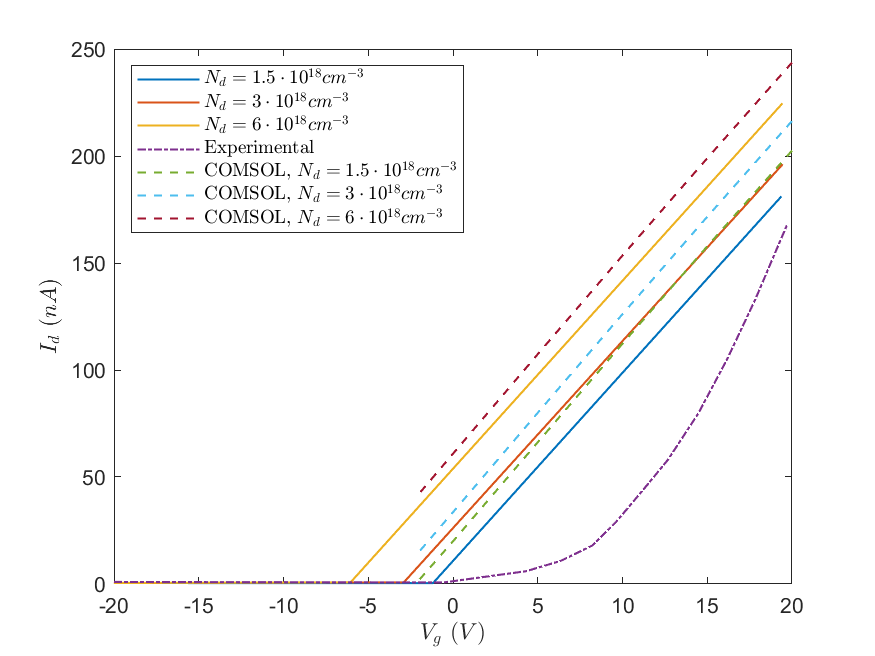 250
200
150
100
50
0
I_d (nA)
N_d = 1.5 · 10^18 cm^−3
N_d = 3 · 10^18 cm^−3
N_d = 6 · 10^18 cm^−3
Experimental
COMSOL, N_d = 1.5 · 10^18 cm^−3
COMSOL, N_d = 3 · 10^18 cm^−3
COMSOL, N_d = 6 · 10^18 cm^−3
-20 -15 -10 -5 0 5 10 15 20
V_g (V)